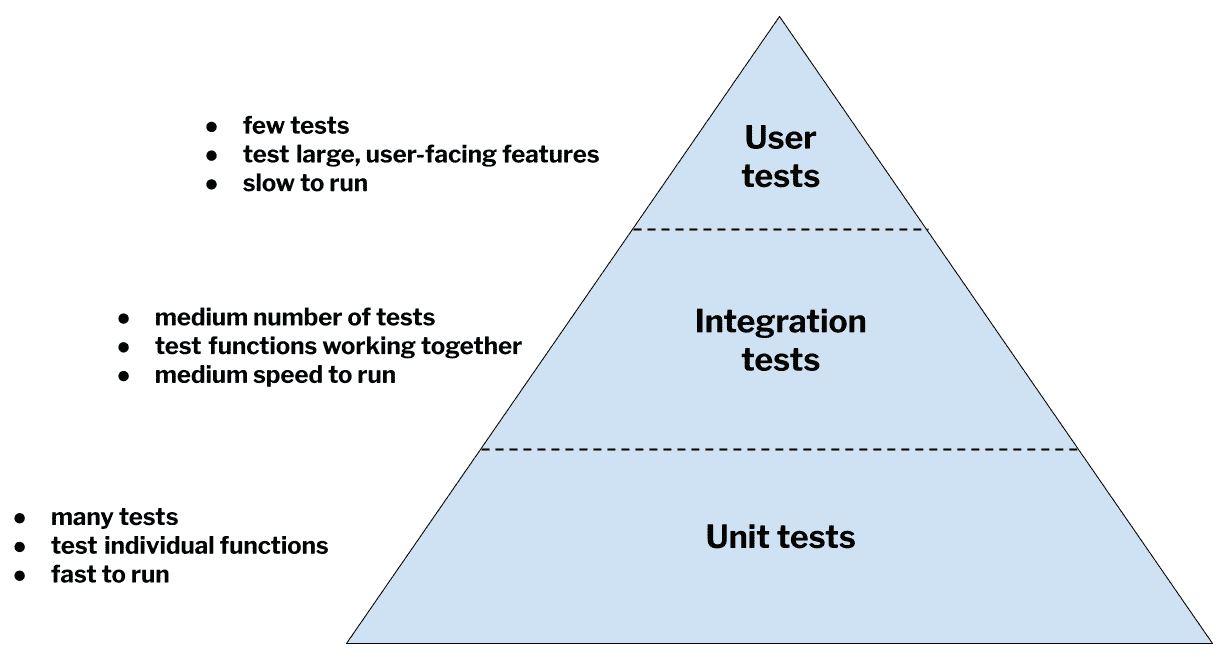 ● few tests
● test large, user-facing features
● slow to run
User
tests
● medium number of tests
● test functions working together
● medium speed to run
Integration
tests
● many tests
● test individual functions
● fast to run
Unit tests